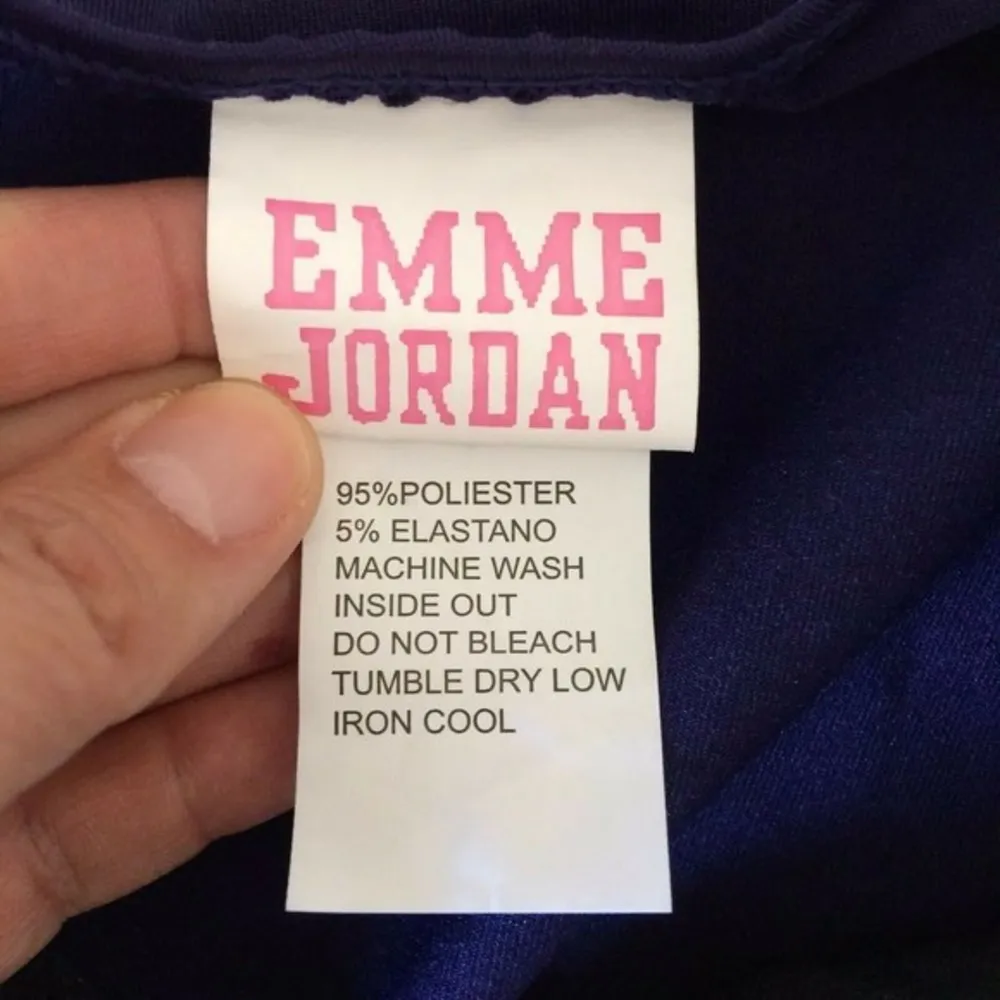 EMME
JORDAN
95%POLIESTER
5% ELASTANO
MACHINE WASH
INSIDE OUT
DO NOT BLEACH
TUMBLE DRY LOW
IRON COOL